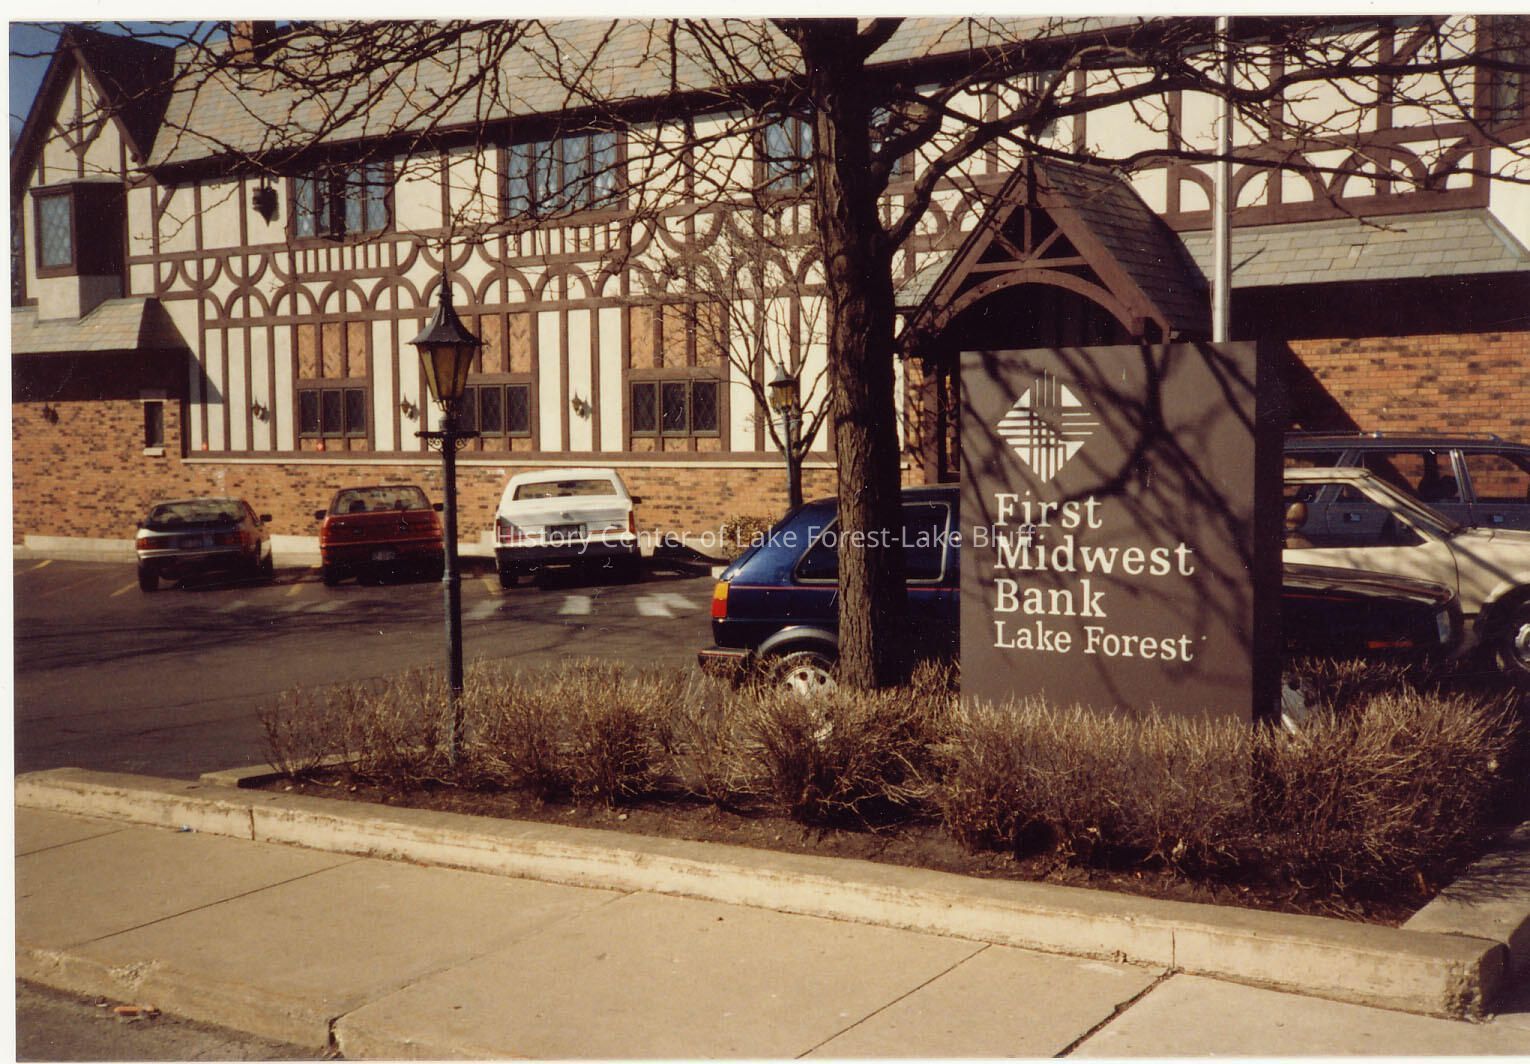 History Center of Lake Forest-Lake Bluff
First
Midwest
Bank
Lake Forest